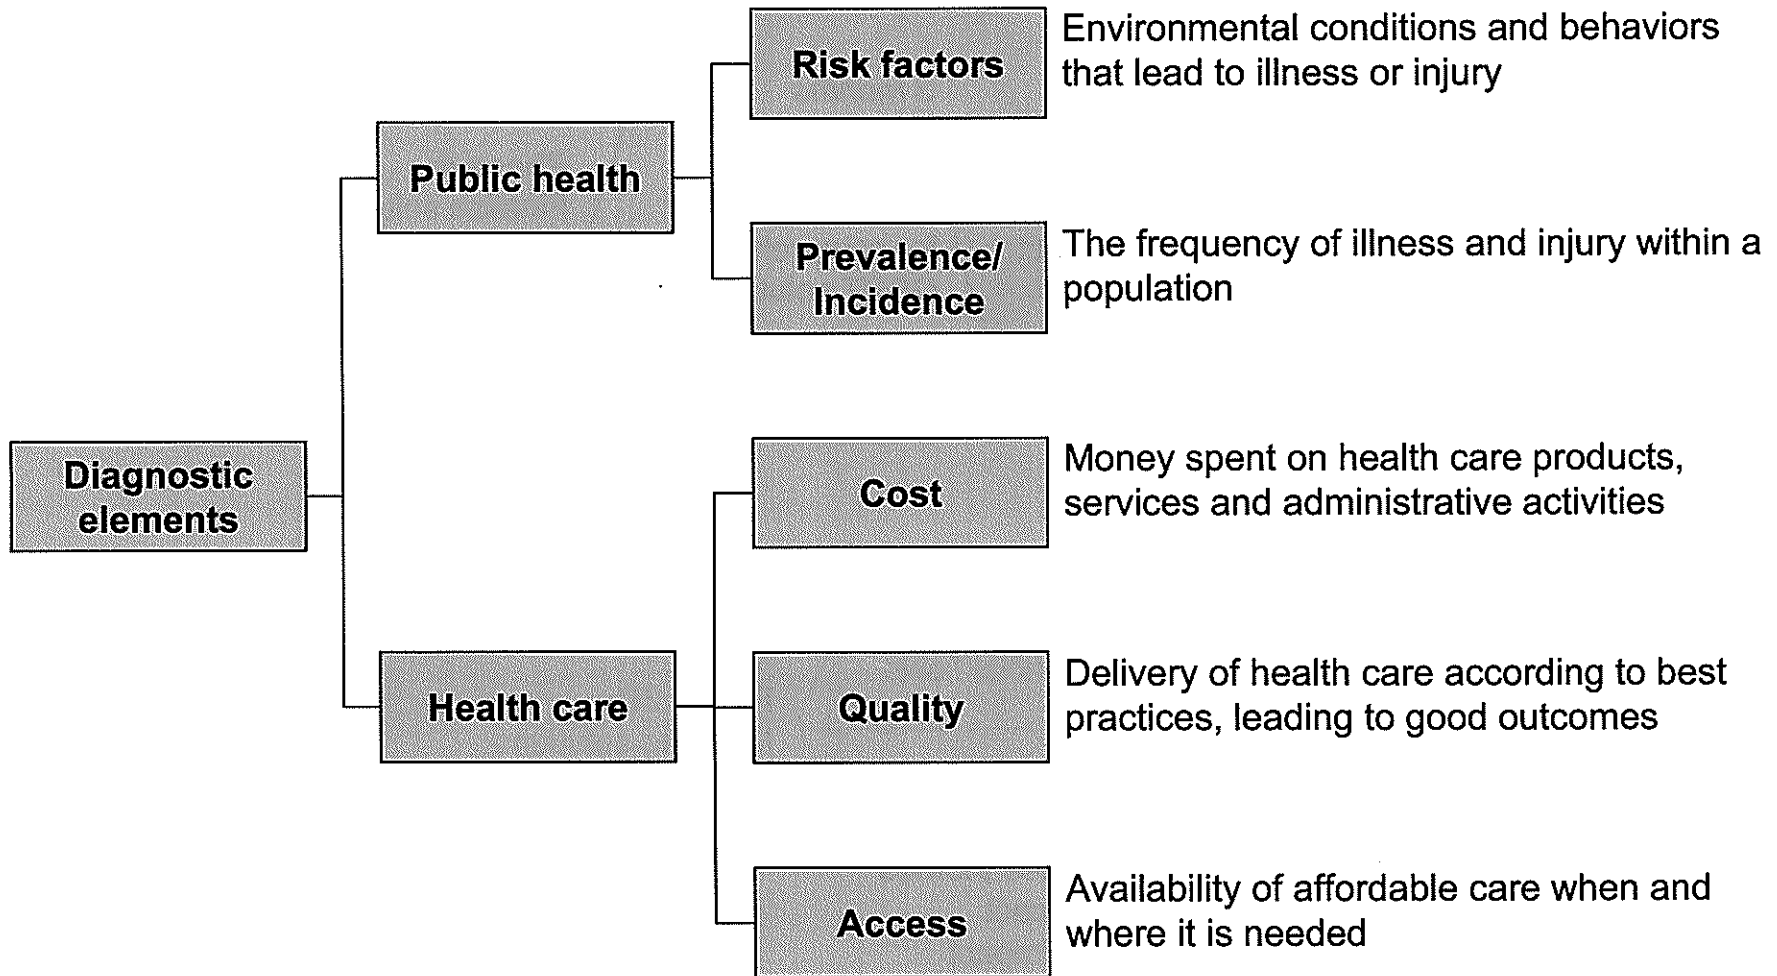 Risk factors
Environmental conditions and behaviors
that lead to illness or injury
Public health
Prevalence/
Incidence
The frequency of illness and injury within a
population
Diagnostic
elements
Cost
Money spent on health care products,
services and administrative activities
Health care
Quality
Delivery of health care according to best
practices, leading to good outcomes
Access
Availability of affordable care when and
where it is needed